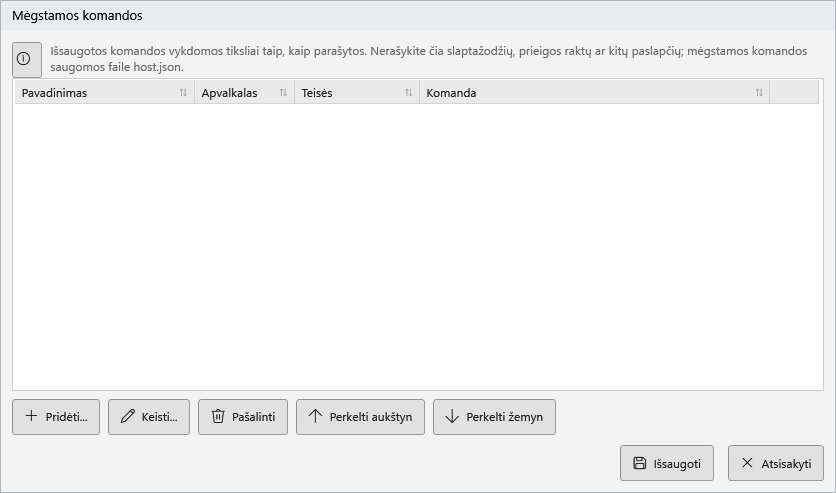 Mėgstamos komandos
Išsaugotos komandos vykdomos tiksliai taip, kaip parašytos. Nerašykite čia slaptažodžių, prieigos raktų ar kitų paslapčių; mėgstamos komandos
saugomos faile host.json.
Pavadinimas Apvalkalas Teisės Komanda
Pridėti... Keisti... Pašalinti Perkelti aukštyn Perkelti žemyn
Išsaugoti Atsisakyti